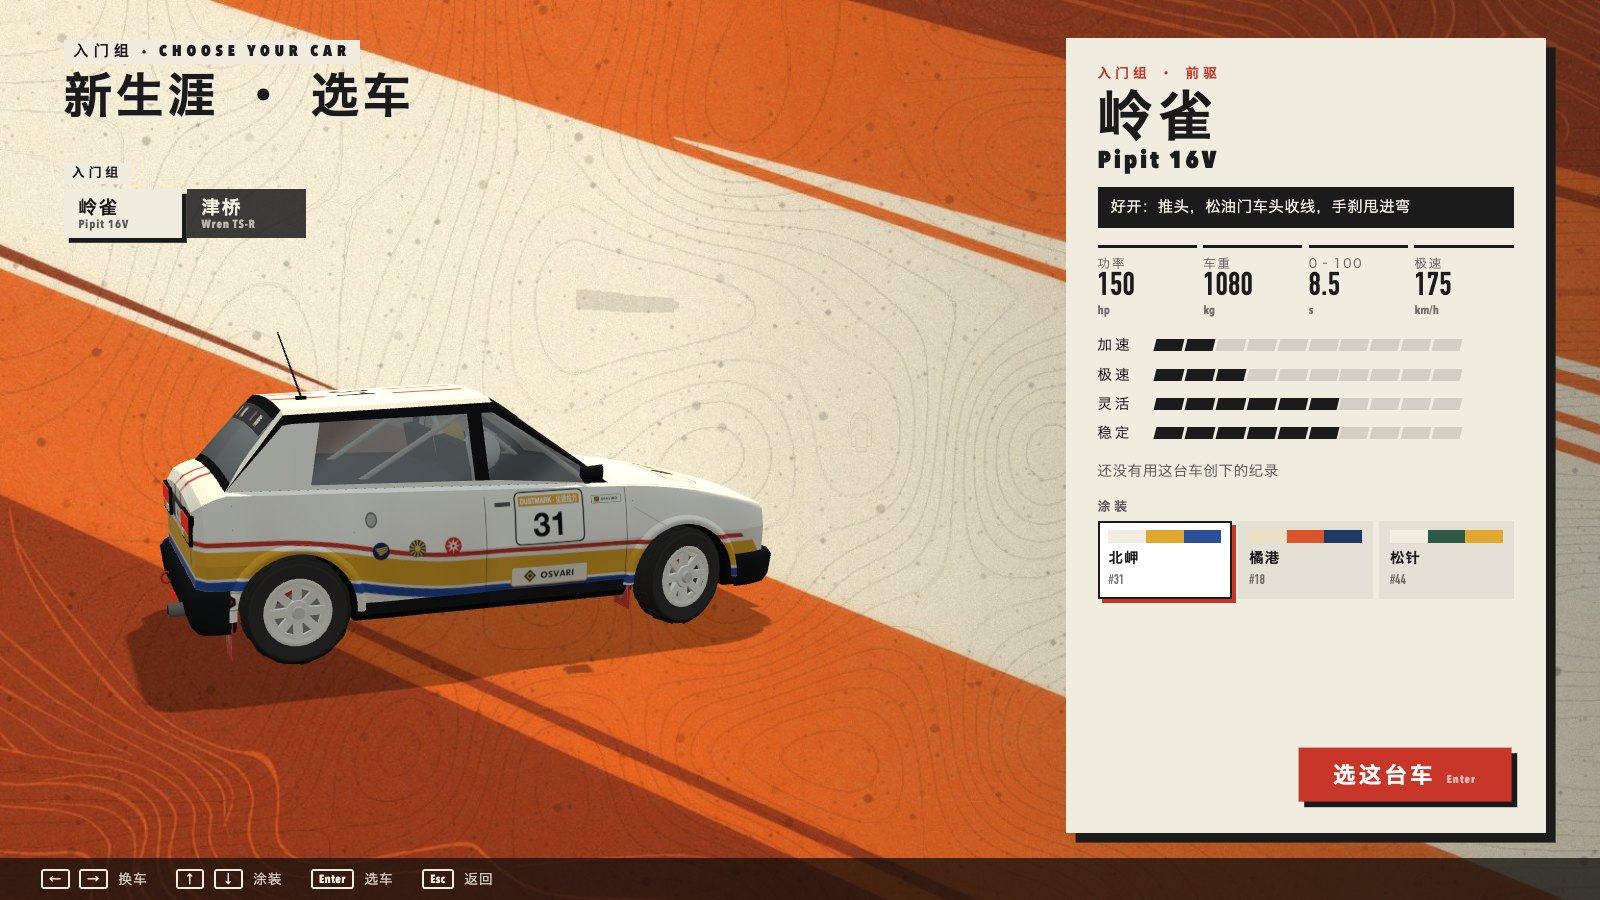 入门组 · CHOOSE YOUR CAR
新生涯 · 选车
入门组
岭雀
Pipit 16V
津桥
Wren TS-R
DUSTMARK
31
OSVARI
入门组 · 前驱
岭雀
Pipit 16V
好开：推头，松油门车头收线，手刹甩进弯
功率 车重 0-100 极速
150 1080 8.5 175
hp kg s km/h
加速
极速
灵活
稳定
还没有用这台车创下的纪录
涂装
北岬 橘港 松针
#31 #18 #44
选这台车 Enter
← → 换车 ↑ ↓ 涂装 Enter 选车 Esc 返回